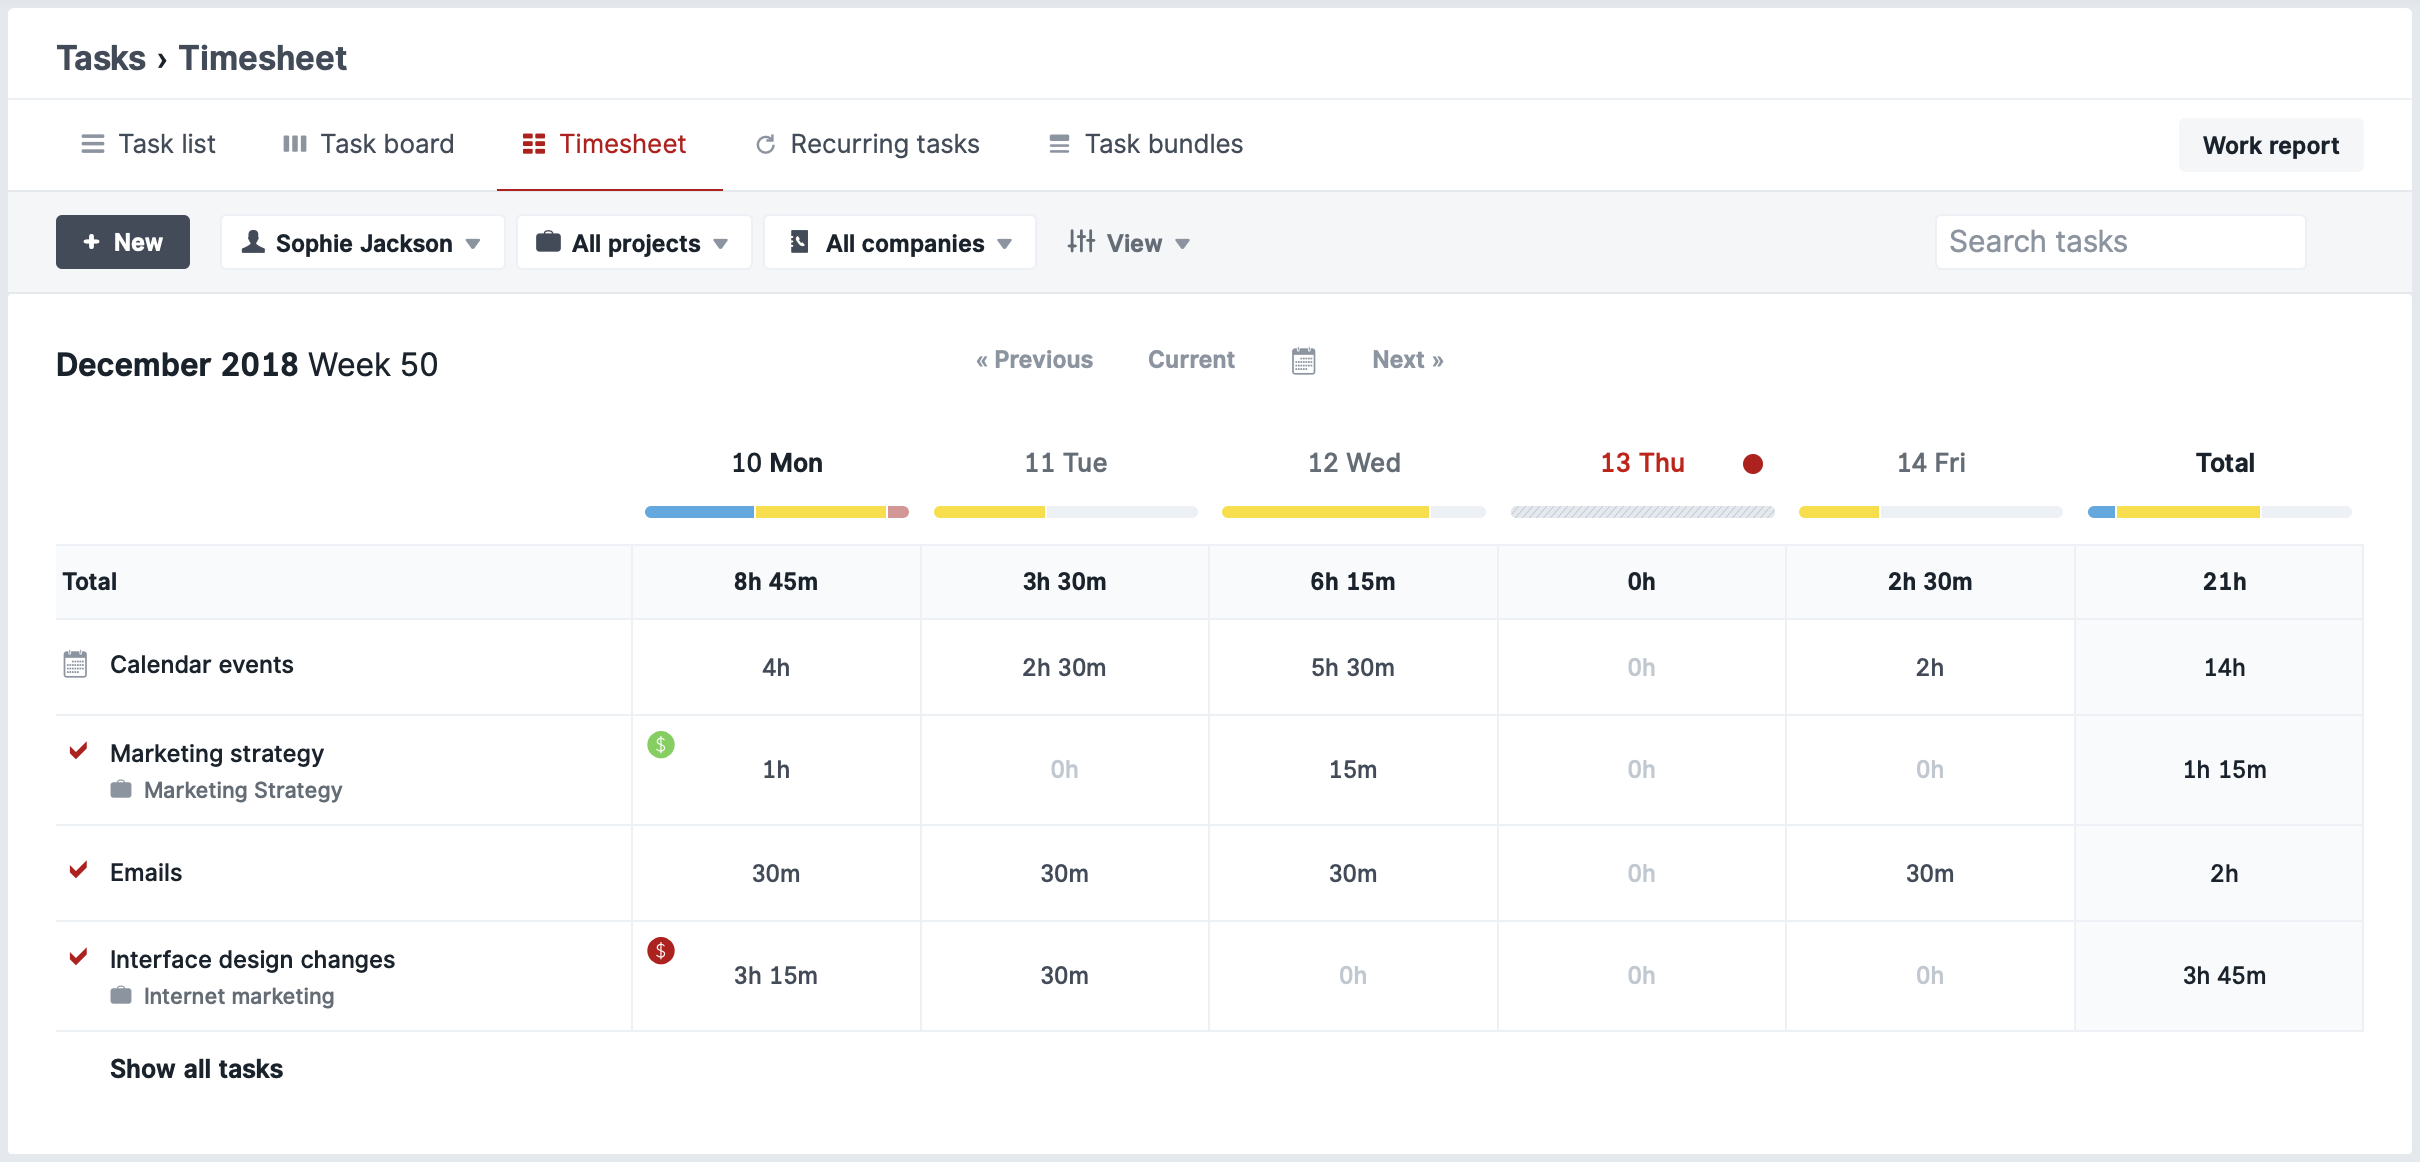 Tasks › Timesheet
Task list Task board Timesheet Recurring tasks Task bundles Work report
+ New Sophie Jackson All projects All companies View Search tasks
December 2018 Week 50 « Previous Current Next »
10 Mon 11 Tue 12 Wed 13 Thu 14 Fri Total
Total 8h 45m 3h 30m 6h 15m 0h 2h 30m 21h
Calendar events 4h 2h 30m 5h 30m 0h 2h 14h
Marketing strategy $ 1h 0h 15m 0h 0h 1h 15m
Marketing Strategy
Emails 30m 30m 30m 0h 30m 2h
Interface design changes $ 3h 15m 30m 0h 0h 0h 3h 45m
Internet marketing
Show all tasks